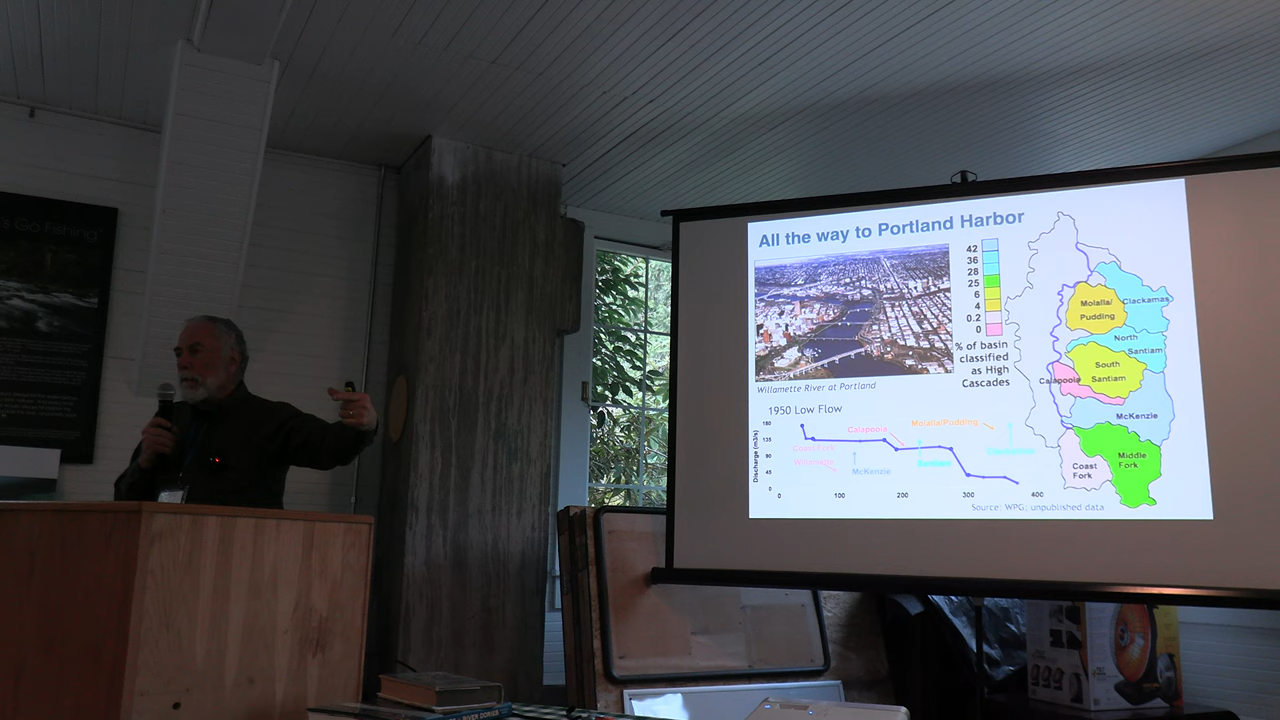 's Go Fishing
All the way to Portland Harbor
42
36
28
25
6
4
0.2
0
% of basin
classified
as High
Cascades
Willamette River at Portland
Molalla/
Pudding
Clackamas
North
Santiam
South
Santiam
Calapooia
McKenzie
Middle
Fork
Coast
Fork
1950 Low Flow
Discharge (m3/s)
180
135
90
45
0
Coast Fork
Willamette
McKenzie
Calapooia
Santiam
Molalla/Pudding
Clackamas
0
100
200
300
400
Source: WPG; unpublished data